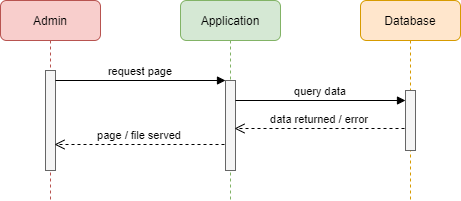 Admin
Application
Database
request page
query data
data returned / error
page / file served